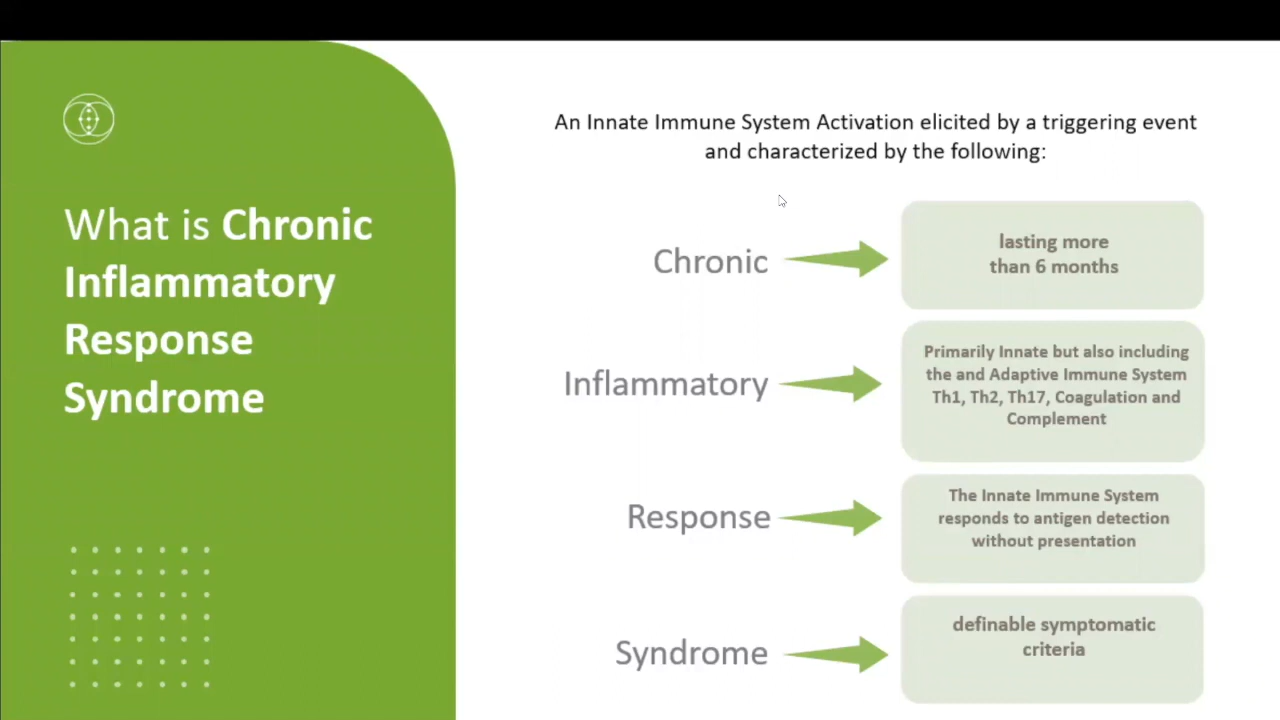 What is Chronic
Inflammatory
Response
Syndrome
An Innate Immune System Activation elicited by a triggering event
and characterized by the following:
Chronic
lasting more
than 6 months
Inflammatory
Primarily Innate but also including
the and Adaptive Immune System
Th1, Th2, Th17, Coagulation and
Complement
Response
The Innate Immune System
responds to antigen detection
without presentation
Syndrome
definable symptomatic
criteria